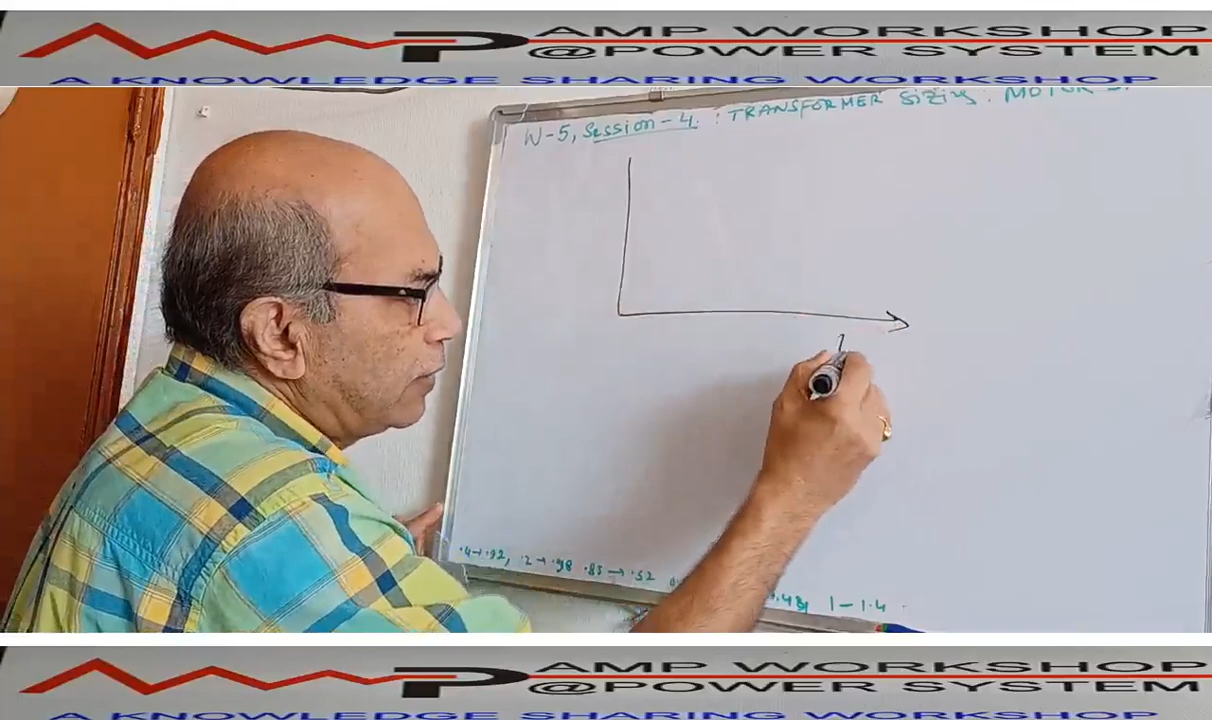 AMP WORKSHOP
@POWER SYSTEM
A KNOWLEDGE SHARING WORKSHOP
W-5, Session-4 : TRANSFORMER Sizing. MOTOR
.4→.92, .2→.98 .85→.52
1-1.4
AMP WORKSHOP
@POWER SYSTEM
A KNOWLEDGE SHARING WORKSHOP